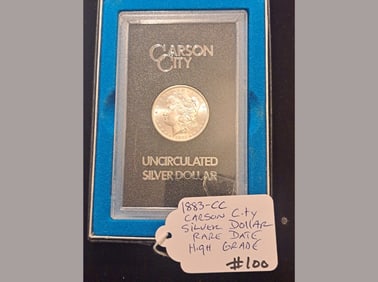 CARSON
CITY
UNCIRCULATED
SILVER DOLLAR
1883-CC
CARSON City
SILVER DOLLAR
RARE DATE
HIGH GRADE
#100